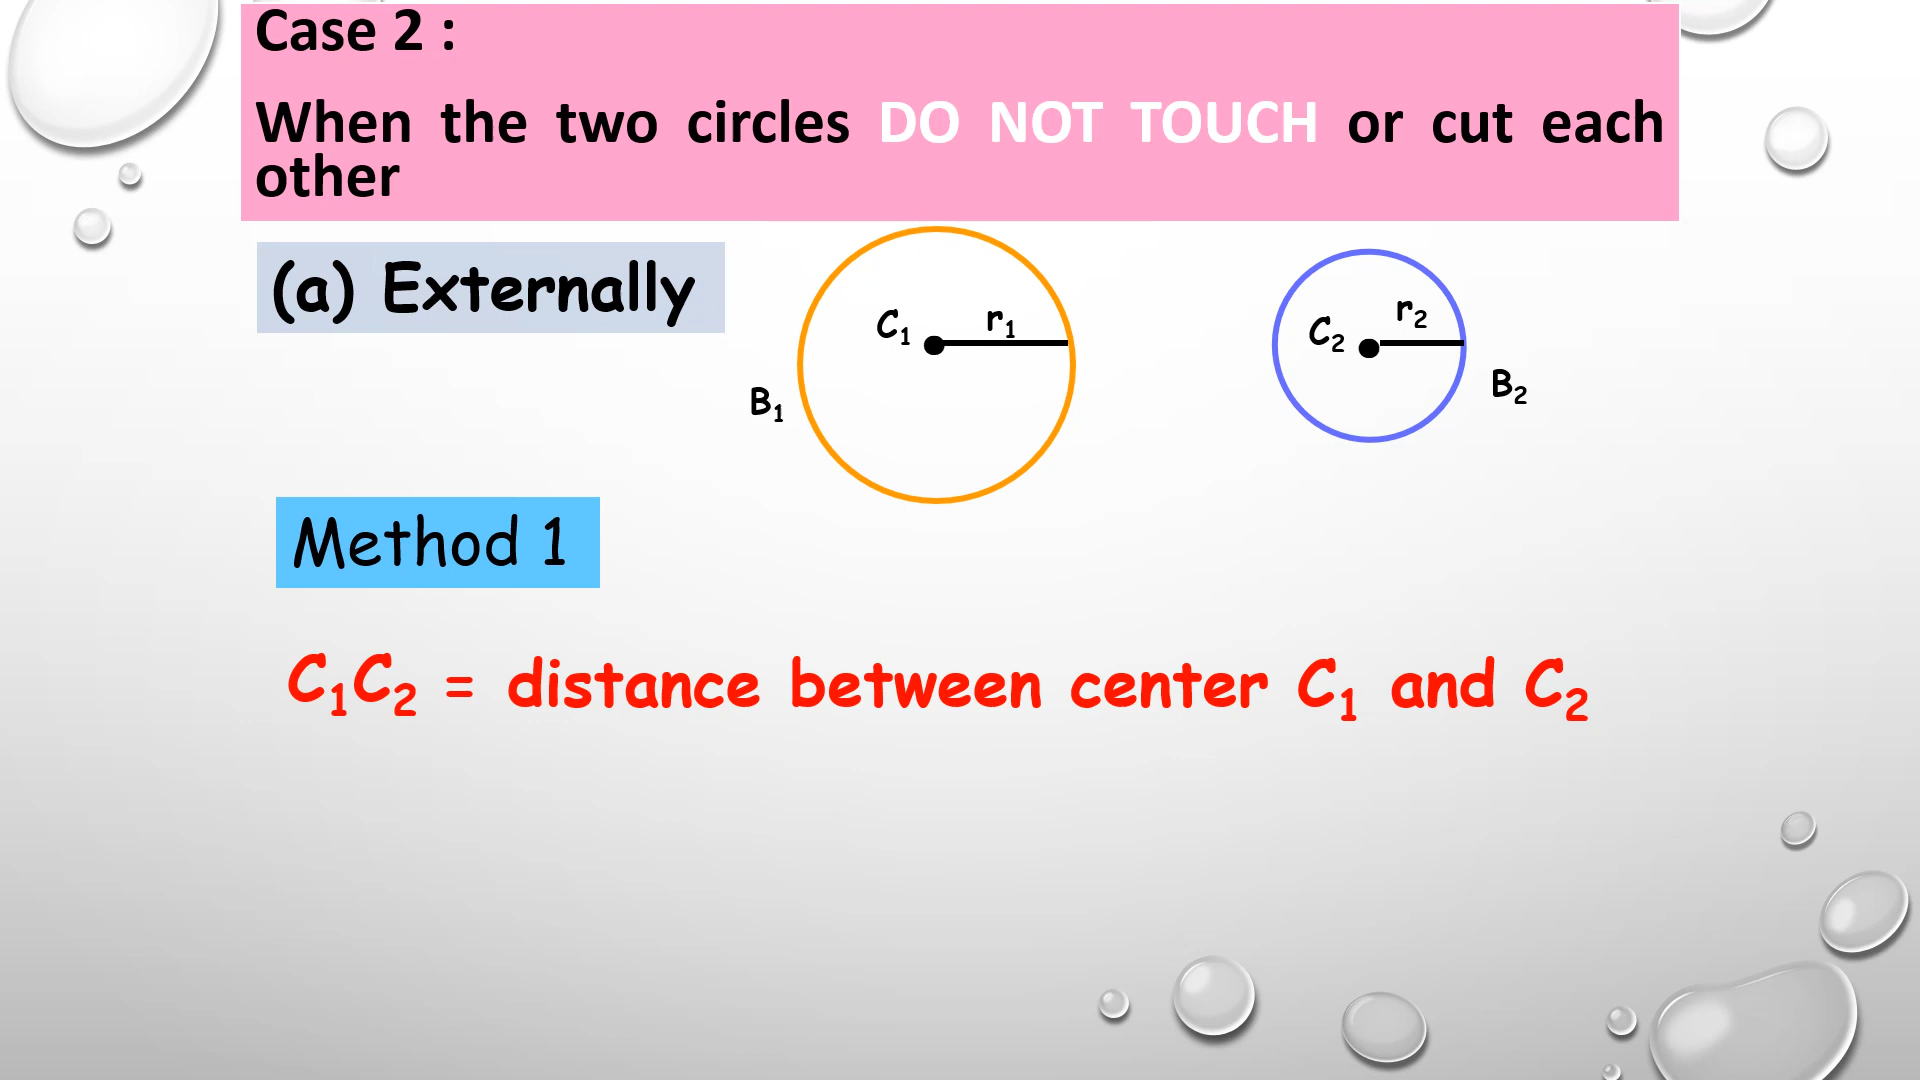 Case 2 :
When the two circles DO NOT TOUCH or cut each
other
(a) Externally
C₁
r₁
B₁
C₂
r₂
B₂
Method 1
C₁C₂ = distance between center C₁ and C₂